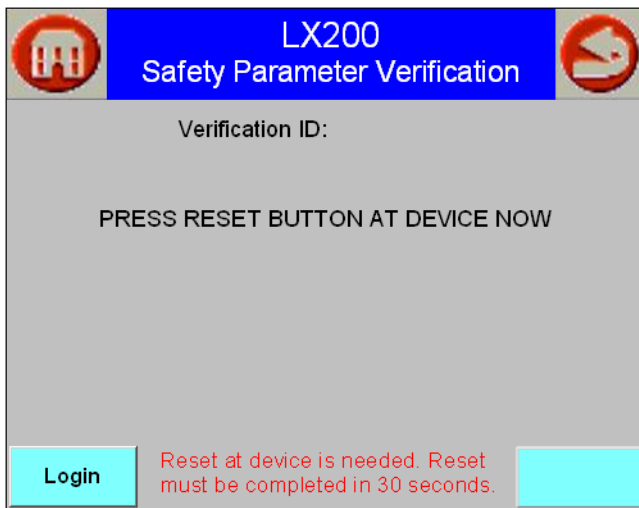 LX200
Safety Parameter Verification
Verification ID:
PRESS RESET BUTTON AT DEVICE NOW
Login
Reset at device is needed. Reset
must be completed in 30 seconds.